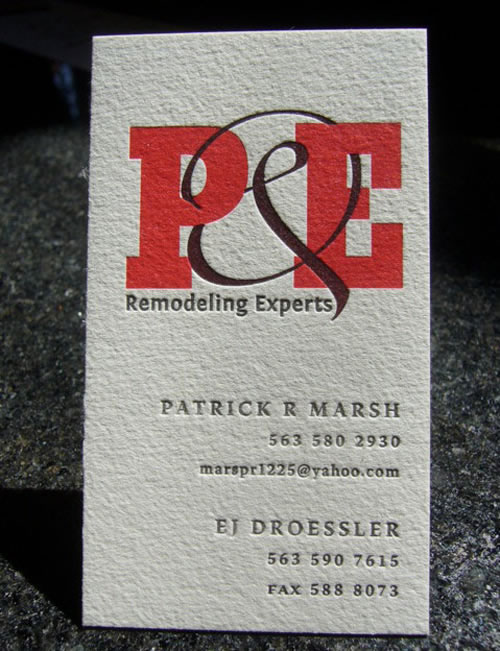 P&E
Remodeling Experts
PATRICK R MARSH
563 580 2930
marspr1225@yahoo.com
EJ DROESSLER
563 590 7615
FAX 588 8073